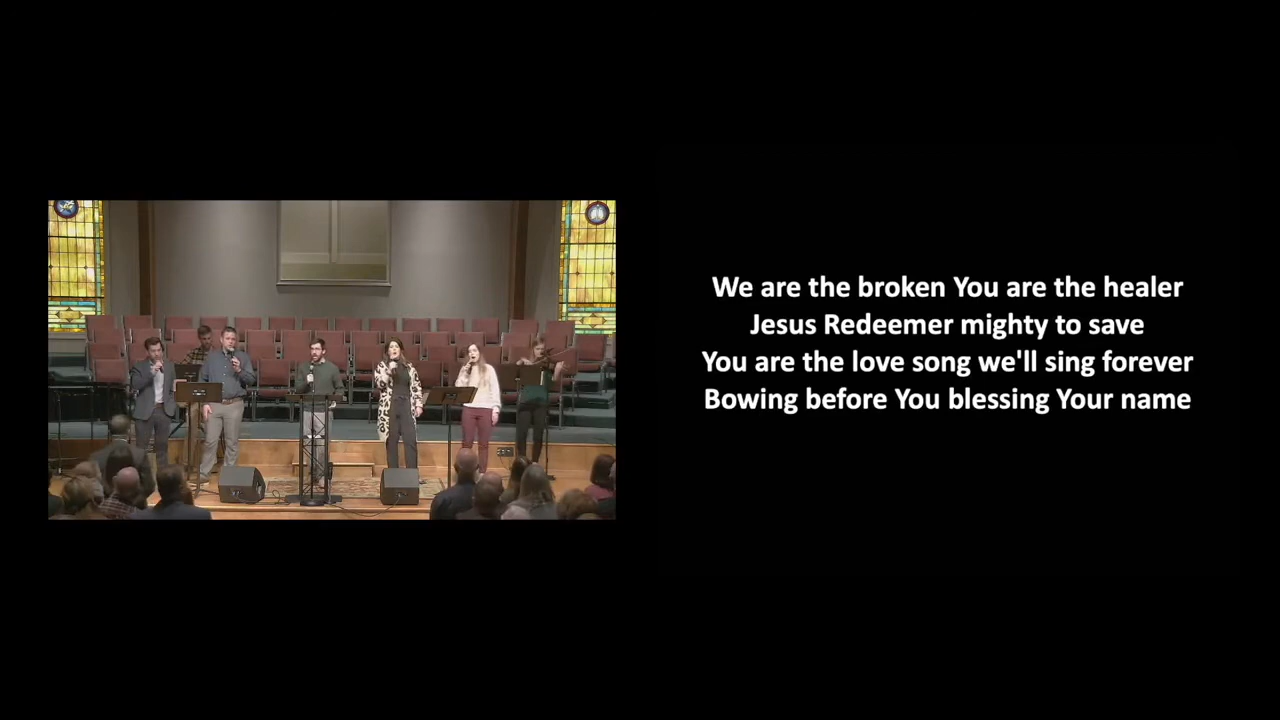 We are the broken You are the healer
Jesus Redeemer mighty to save
You are the love song we'll sing forever
Bowing before You blessing Your name